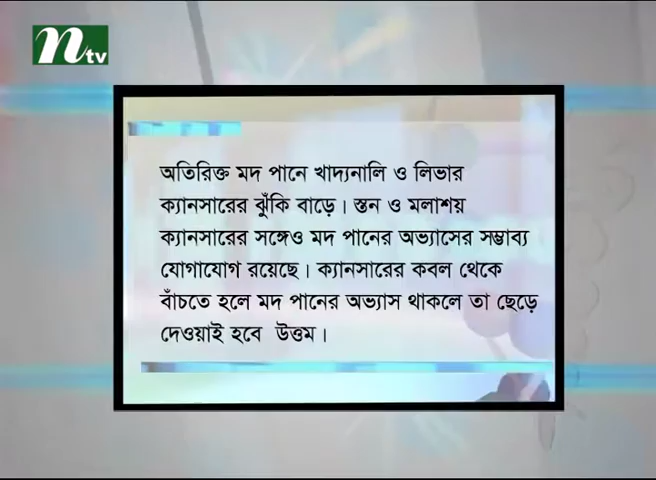 ntv
অতিরিক্ত মদ পানে খাদ্যনালি ও লিভার
ক্যানসারের ঝুঁকি বাড়ে। স্তন ও মলাশয়
ক্যানসারের সঙ্গেও মদ পানের অভ্যাসের সম্ভাব্য
যোগাযোগ রয়েছে। ক্যানসারের কবল থেকে
বাঁচতে হলে মদ পানের অভ্যাস থাকলে তা ছেড়ে
দেওয়াই হবে উত্তম।